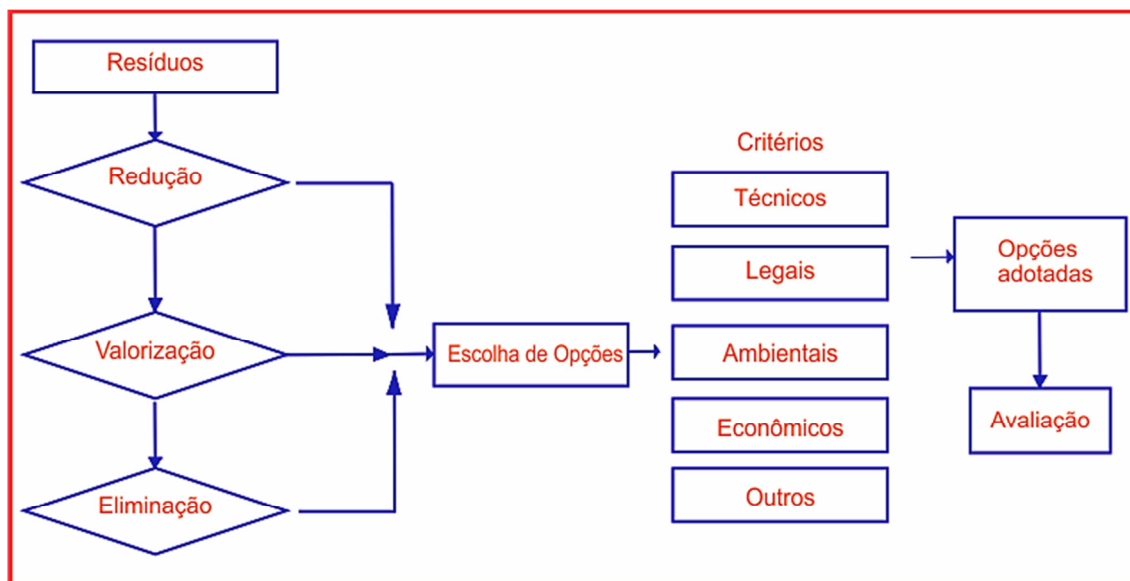 Resíduos
Redução
Valorização
Eliminação
Escolha de Opções
Critérios
Técnicos
Legais
Ambientais
Econômicos
Outros
Opções
adotadas
Avaliação